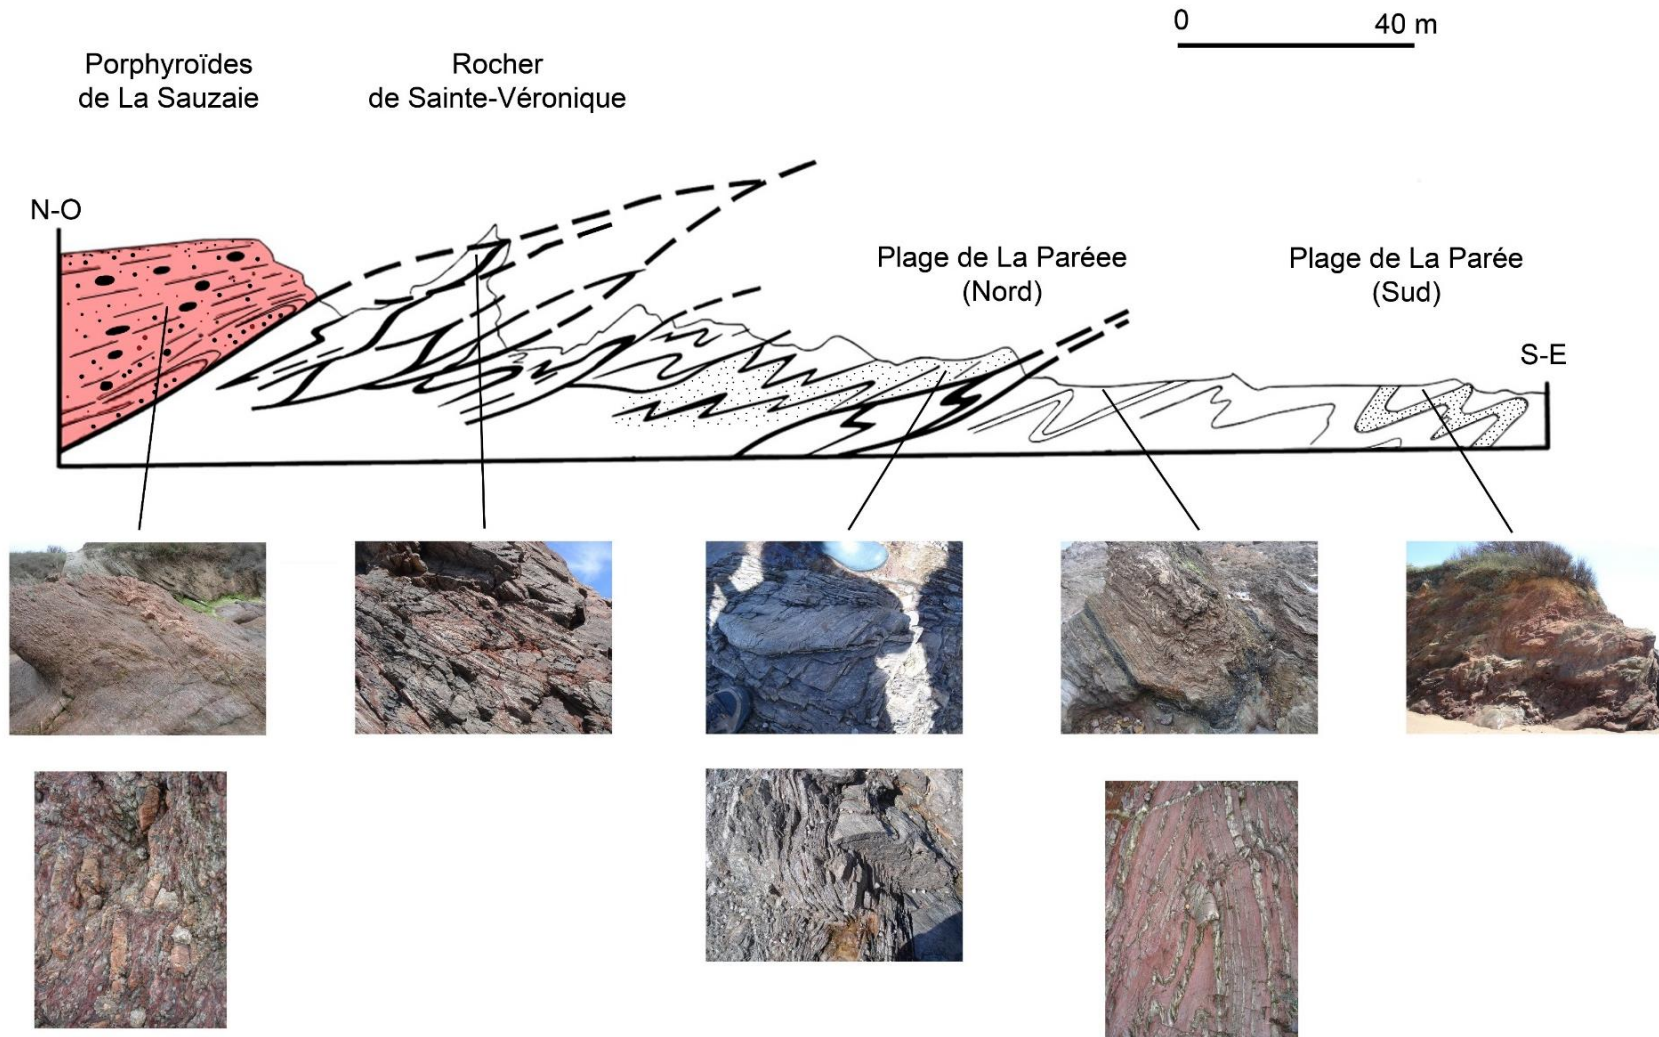 0 40 m
Porphyroïdes
de La Sauzaie
Rocher
de Sainte-Véronique
N-O
Plage de La Paréee
(Nord)
Plage de La Parée
(Sud)
S-E